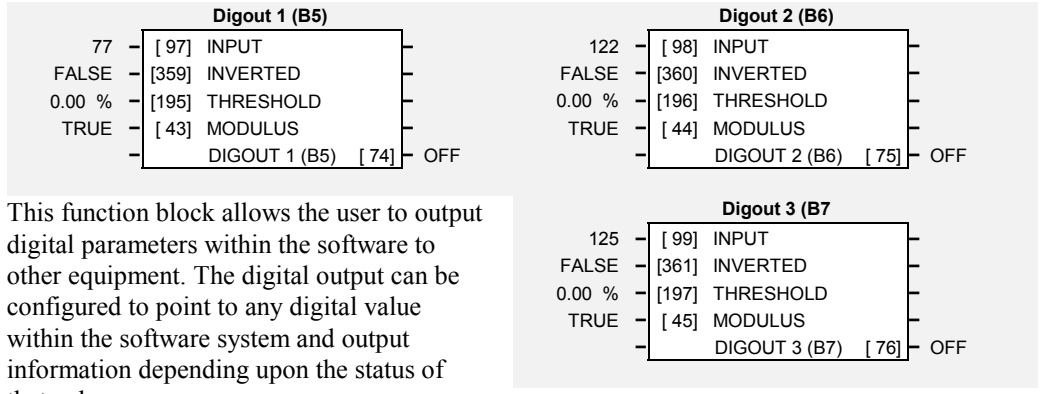 Digout 1 (B5)
77 [ 97] INPUT
FALSE [359] INVERTED
0.00 % [195] THRESHOLD
TRUE [ 43] MODULUS
DIGOUT 1 (B5) [ 74] OFF
Digout 2 (B6)
122 [ 98] INPUT
FALSE [360] INVERTED
0.00 % [196] THRESHOLD
TRUE [ 44] MODULUS
DIGOUT 2 (B6) [ 75] OFF
This function block allows the user to output
digital parameters within the software to
other equipment. The digital output can be
configured to point to any digital value
within the software system and output
information depending upon the status of
Digout 3 (B7
125 [ 99] INPUT
FALSE [361] INVERTED
0.00 % [197] THRESHOLD
TRUE [ 45] MODULUS
DIGOUT 3 (B7) [ 76] OFF